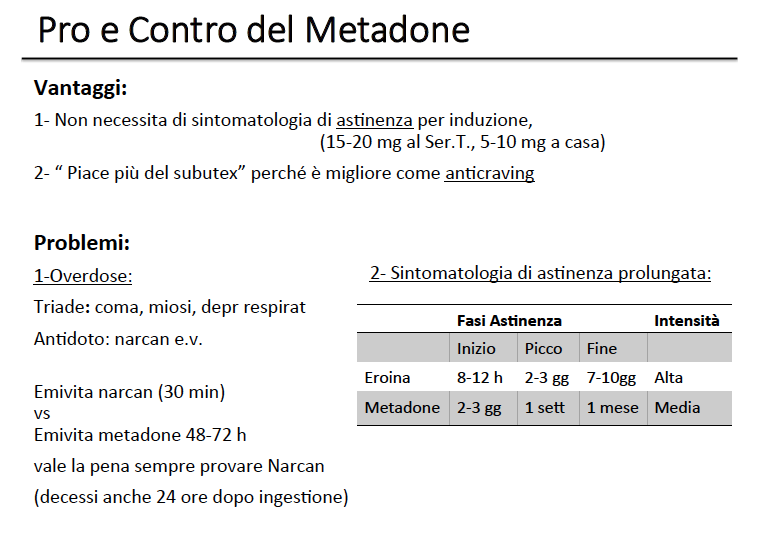 Pro e Contro del Metadone
Vantaggi:
1- Non necessita di sintomatologia di astinenza per induzione,
(15-20 mg al Ser.T., 5-10 mg a casa)
2- “ Piace più del subutex” perché è migliore come anticraving
Problemi:
1-Overdose:
Triade: coma, miosi, depr respirat
Antidoto: narcan e.v.
Emivita narcan (30 min)
vs
Emivita metadone 48-72 h
vale la pena sempre provare Narcan
(decessi anche 24 ore dopo ingestione)
2- Sintomatologia di astinenza prolungata:
Fasi Astinenza Intensità
Inizio Picco Fine
Eroina 8-12 h 2-3 gg 7-10gg Alta
Metadone 2-3 gg 1 sett 1 mese Media